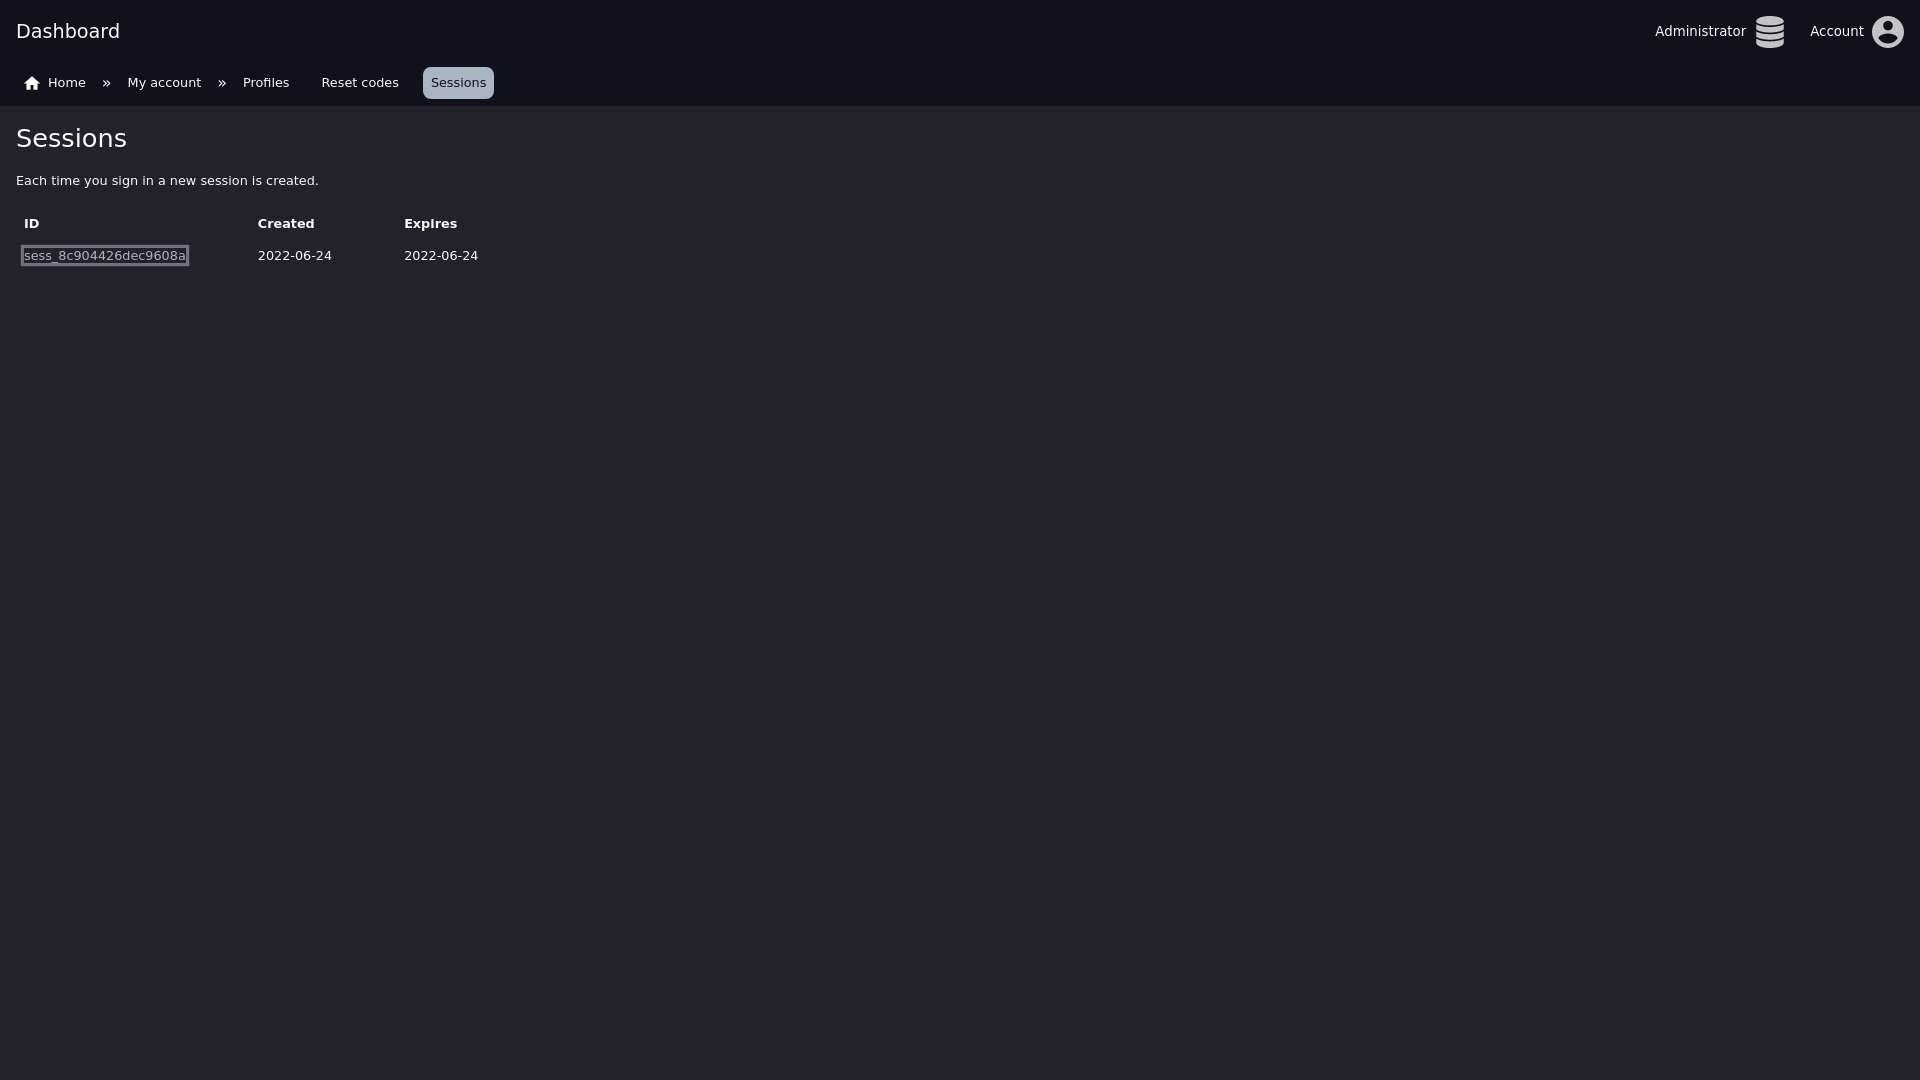 Dashboard
Administrator
Account
Home » My account » Profiles Reset codes Sessions
Sessions
Each time you sign in a new session is created.
ID Created Expires
sess_8c904426dec9608a 2022-06-24 2022-06-24